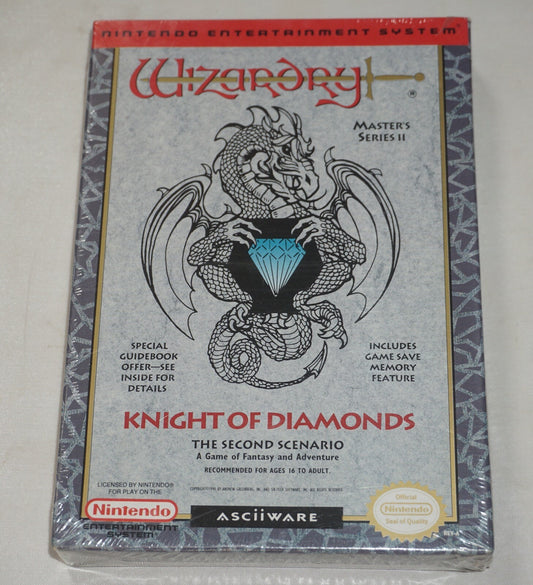 NINTENDO ENTERTAINMENT SYSTEM
Wizardry
®
MASTER'S
SERIES II
SPECIAL
GUIDEBOOK
OFFER—SEE
INSIDE FOR
DETAILS
INCLUDES
GAME SAVE
MEMORY
FEATURE
KNIGHT OF DIAMONDS
THE SECOND SCENARIO
A Game of Fantasy and Adventure
RECOMMENDED FOR AGES 16 TO ADULT.
LICENSED BY NINTENDO®
FOR PLAY ON THE
Nintendo
ENTERTAINMENT
SYSTEM
ASCIIWARE
Official
Nintendo
Seal of Quality